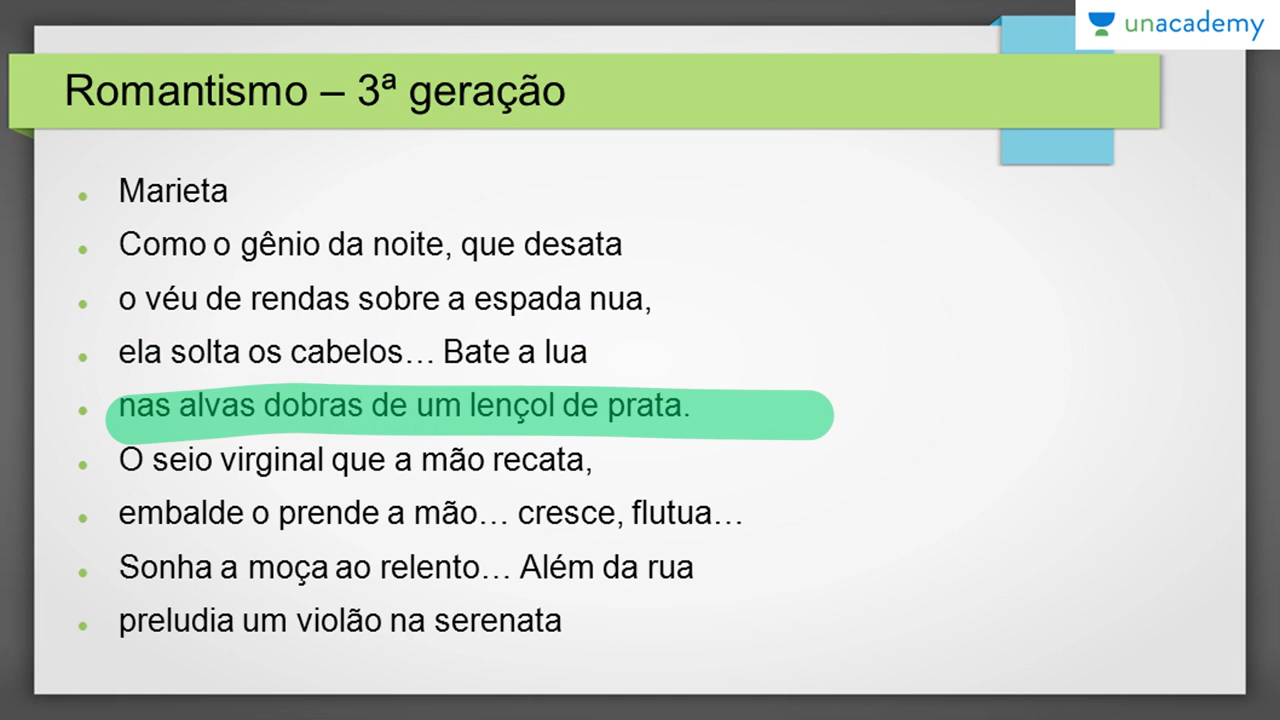 unacademy
Romantismo – 3ª geração
Marieta
Como o gênio da noite, que desata
o véu de rendas sobre a espada nua,
ela solta os cabelos… Bate a lua
nas alvas dobras de um lençol de prata.
O seio virginal que a mão recata,
embalde o prende a mão… cresce, flutua…
Sonha a moça ao relento… Além da rua
preludia um violão na serenata